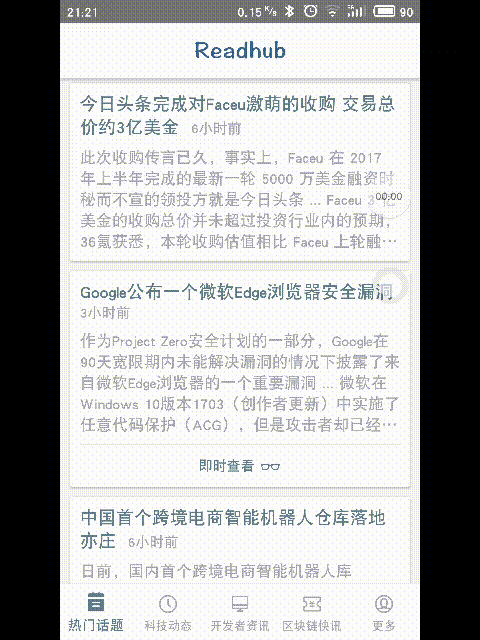 21:21 0.15 K/s 90
Readhub
今日头条完成对Faceu激萌的收购 交易总
价约3亿美金 6小时前
此次收购传言已久，事实上，Faceu 在 2017
年上半年完成的最新一轮 5000 万美金融资时
秘而不宣的领投方就是今日头条 ... Faceu 3 亿
00:00
美金的收购总价并未超过投资行业内的预期，
36氪获悉，本轮收购估值相比 Faceu 上轮融…
Google公布一个微软Edge浏览器安全漏洞
3小时前
作为Project Zero安全计划的一部分，Google在
90天宽限期内未能解决漏洞的情况下披露了来
自微软Edge浏览器的一个重要漏洞 ... 微软在
Windows 10版本1703（创作者更新）中实施了
任意代码保护（ACG），但是攻击者却已经…
即时查看
中国首个跨境电商智能机器人仓库落地
亦庄 6小时前
日前，国内首个跨境电商智能机器人库
热门话题 科技动态 开发者资讯 区块链快讯 更多